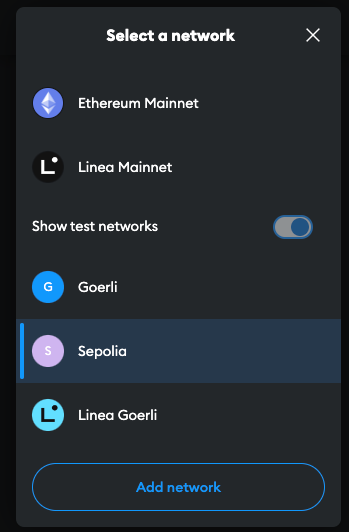 Select a network
Ethereum Mainnet
L Linea Mainnet
Show test networks
G Goerli
S Sepolia
L Linea Goerli
Add network